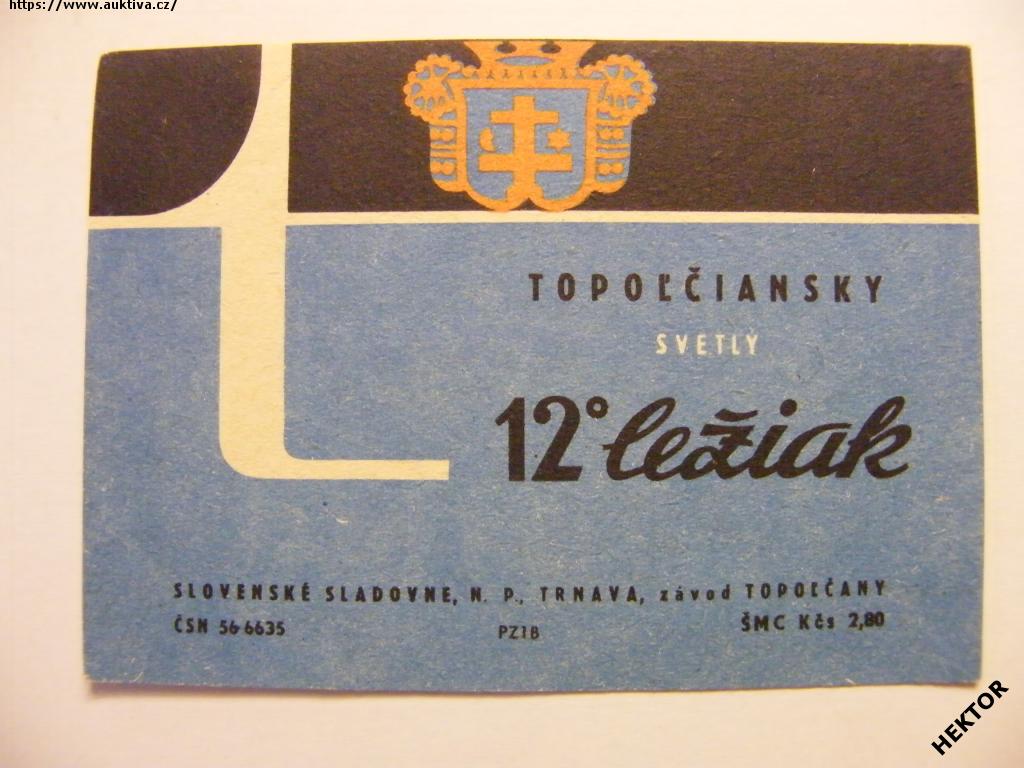 https://www.auktiva.cz/
TOPOĽČIANSKY
SVETLÝ
12° ležiak
SLOVENSKÉ SLADOVNE, N. P., TRNAVA, závod TOPOĽČANY
ČSN 56 6635 PZ1B ŠMC Kčs 2,80
HEKTOR